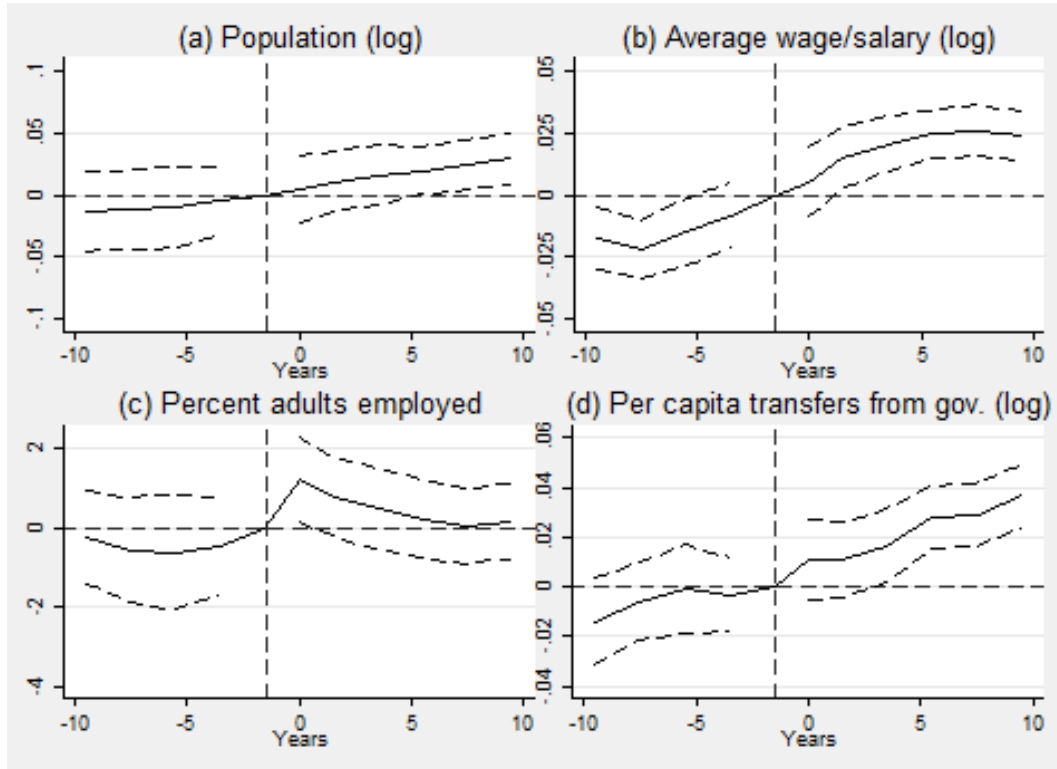 (a) Population (log)
.1
.05
0
-.05
-.1
-10 -5 0 5 10
Years
(b) Average wage/salary (log)
.05
.025
0
-.025
-.05
-10 -5 0 5 10
Years
(c) Percent adults employed
2
0
-2
-4
-10 -5 0 5 10
Years
(d) Per capita transfers from gov. (log)
.06
.04
.02
0
-.02
-.04
-10 -5 0 5 10
Years